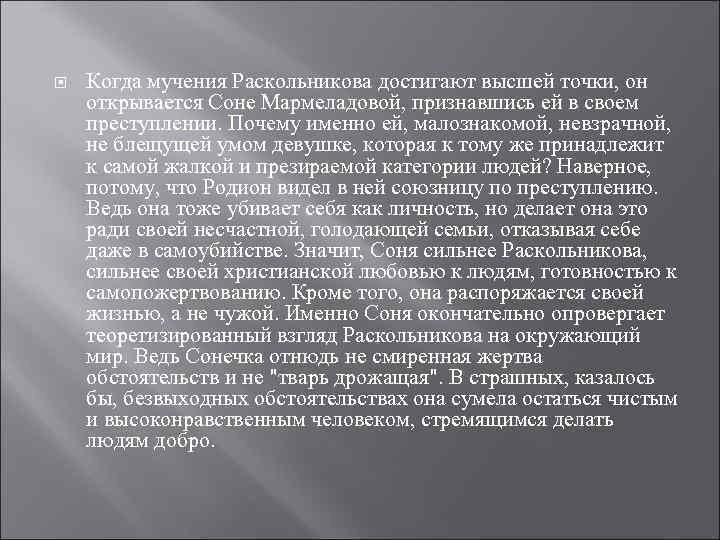 Когда мучения Раскольникова достигают высшей точки, он
открывается Соне Мармеладовой, признавшись ей в своем
преступлении. Почему именно ей, малознакомой, невзрачной,
не блещущей умом девушке, которая к тому же принадлежит
к самой жалкой и презираемой категории людей? Наверное,
потому, что Родион видел в ней союзницу по преступлению.
Ведь она тоже убивает себя как личность, но делает она это
ради своей несчастной, голодающей семьи, отказывая себе
даже в самоубийстве. Значит, Соня сильнее Раскольникова,
сильнее своей христианской любовью к людям, готовностью к
самопожертвованию. Кроме того, она распоряжается своей
жизнью, а не чужой. Именно Соня окончательно опровергает
теоретизированный взгляд Раскольникова на окружающий
мир. Ведь Сонечка отнюдь не смиренная жертва
обстоятельств и не "тварь дрожащая". В страшных, казалось
бы, безвыходных обстоятельствах она сумела остаться чистым
и высоконравственным человеком, стремящимся делать
людям добро.